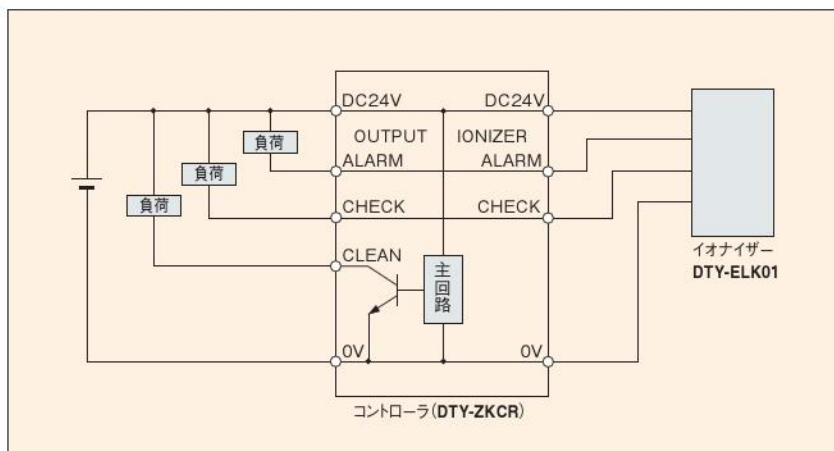 DC24V DC24V
負荷 OUTPUT IONIZER
ALARM ALARM
負荷
負荷 CHECK CHECK
CLEAN
主回路
イオナイザー
DTY-ELK01
0V 0V
コントローラ(DTY-ZKCR)